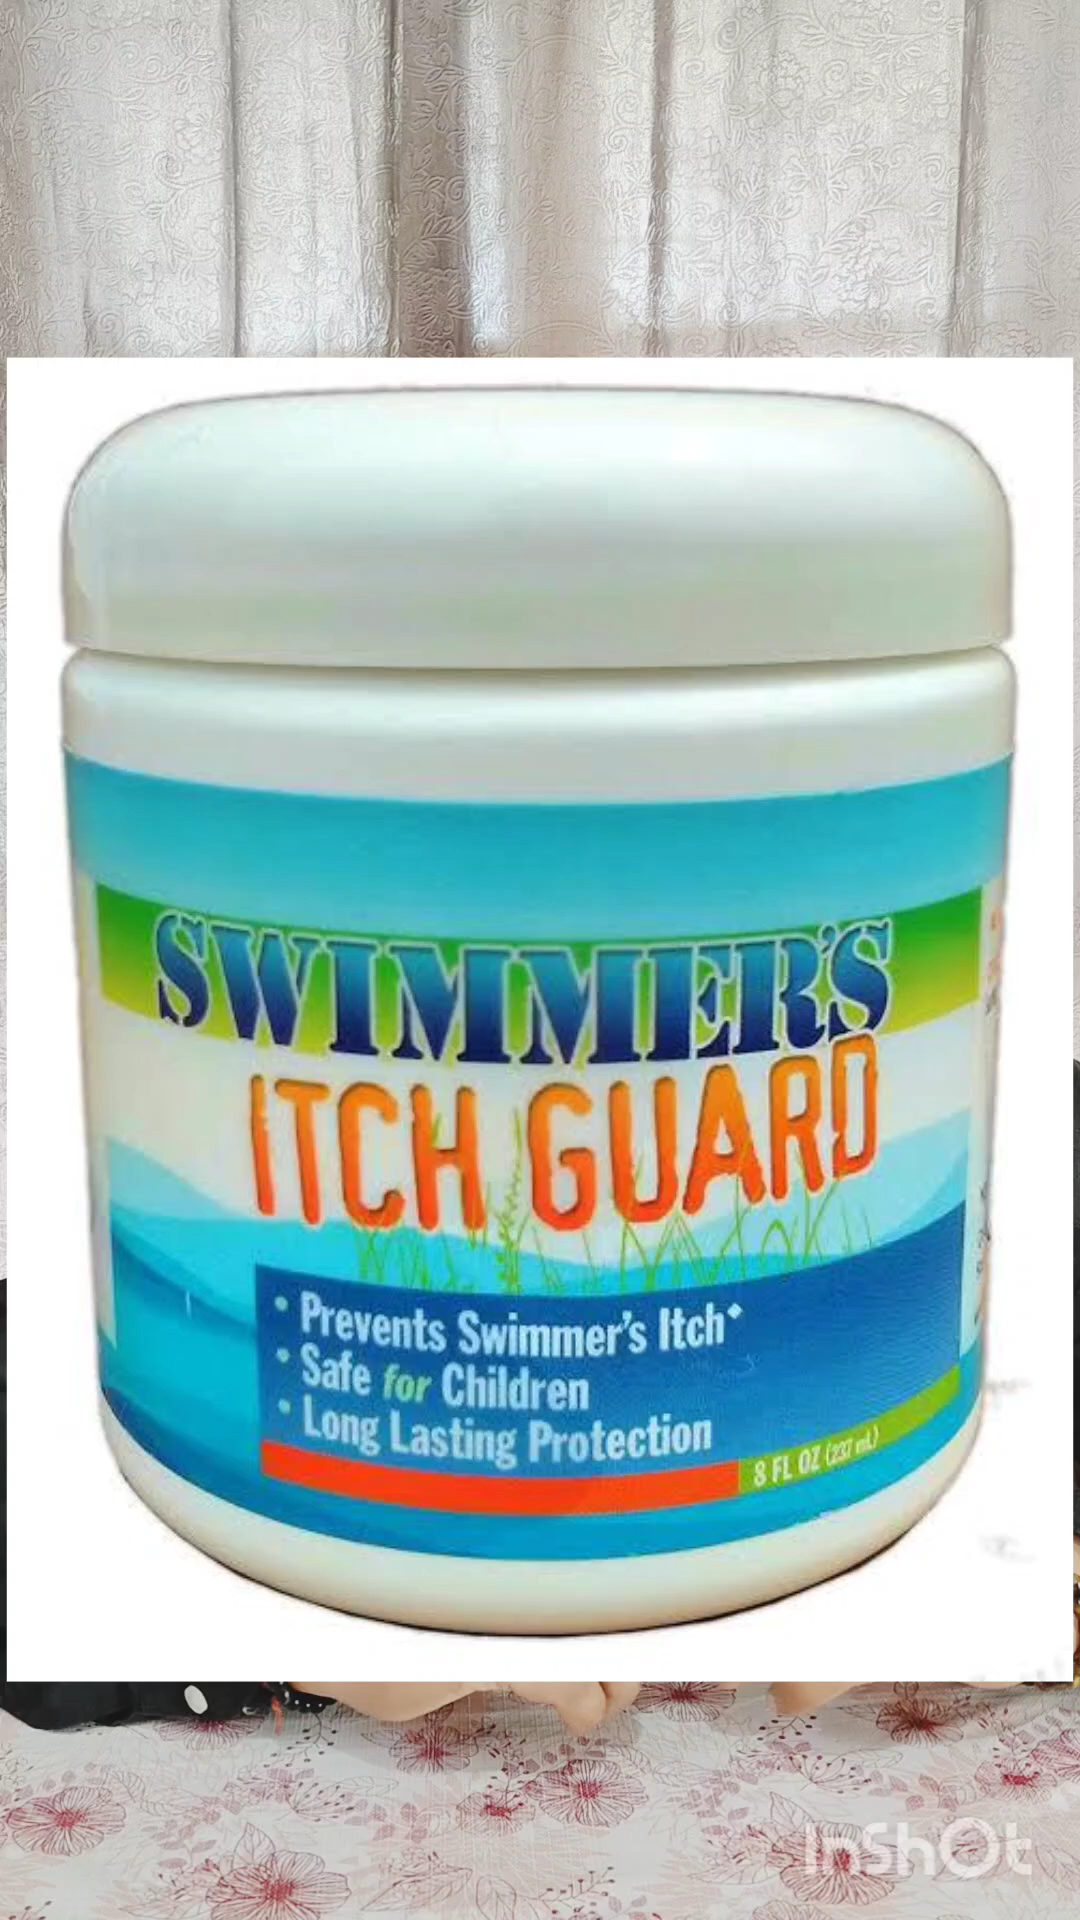 SWIMMER'S
ITCH GUARD
• Prevents Swimmer's Itch◆
• Safe for Children
• Long Lasting Protection
8 FL OZ (237 mL)
InShOt